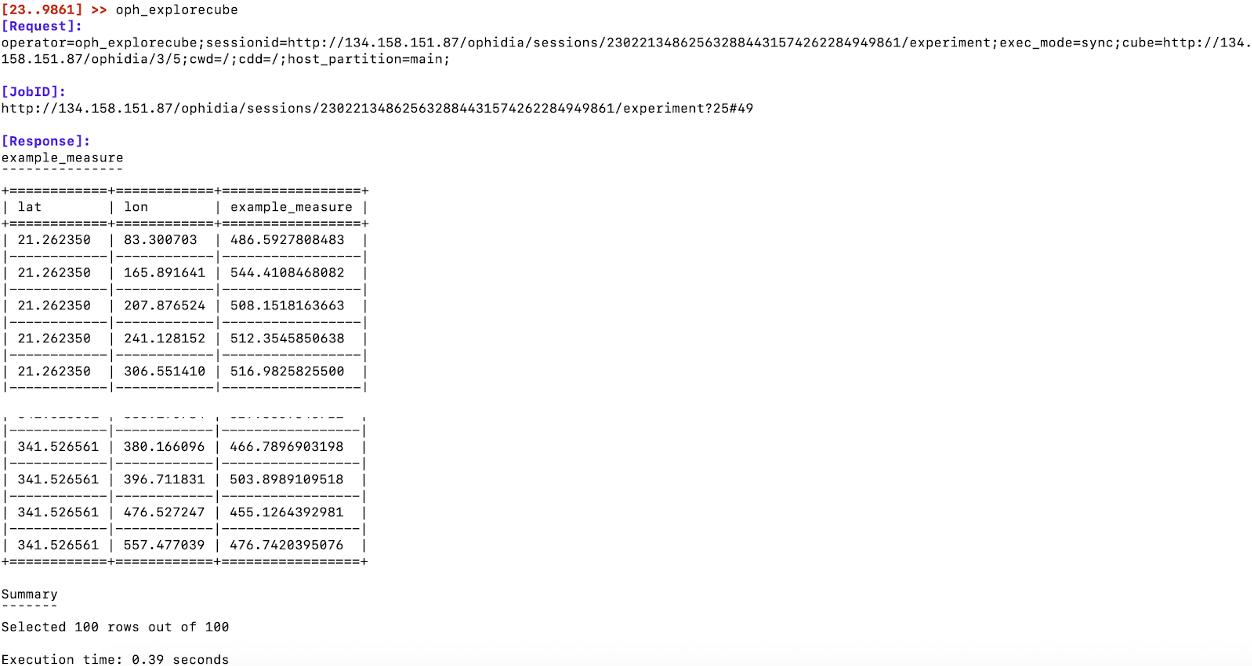 [23..9861] >> oph_explorecube
[Request]:
operator=oph_explorecube;sessionid=http://134.158.151.87/ophidia/sessions/230221348625632884431574262284949861/experiment;exec_mode=sync;cube=http://134.
158.151.87/ophidia/3/5;cwd=/;cdd=/;host_partition=main;
[JobID]:
http://134.158.151.87/ophidia/sessions/230221348625632884431574262284949861/experiment?25#49
[Response]:
example_measure
---------------
+============+============+=================+
| lat        | lon        | example_measure |
+============+============+=================+
| 21.262350  | 83.300703  | 486.5927808483  |
|------------|------------|-----------------|
| 21.262350  | 165.891641 | 544.4108468082  |
|------------|------------|-----------------|
| 21.262350  | 207.876524 | 508.1518163663  |
|------------|------------|-----------------|
| 21.262350  | 241.128152 | 512.3545850638  |
|------------|------------|-----------------|
| 21.262350  | 306.551410 | 516.9825825500  |
|------------|------------|-----------------|
|------------|------------|-----------------|
| 341.526561 | 380.166096 | 466.7896903198  |
|------------|------------|-----------------|
| 341.526561 | 396.711831 | 503.8989109518  |
|------------|------------|-----------------|
| 341.526561 | 476.527247 | 455.1264392981  |
|------------|------------|-----------------|
| 341.526561 | 557.477039 | 476.7420395076  |
+============+============+=================+
Summary
-------
Selected 100 rows out of 100
Execution time: 0.39 seconds